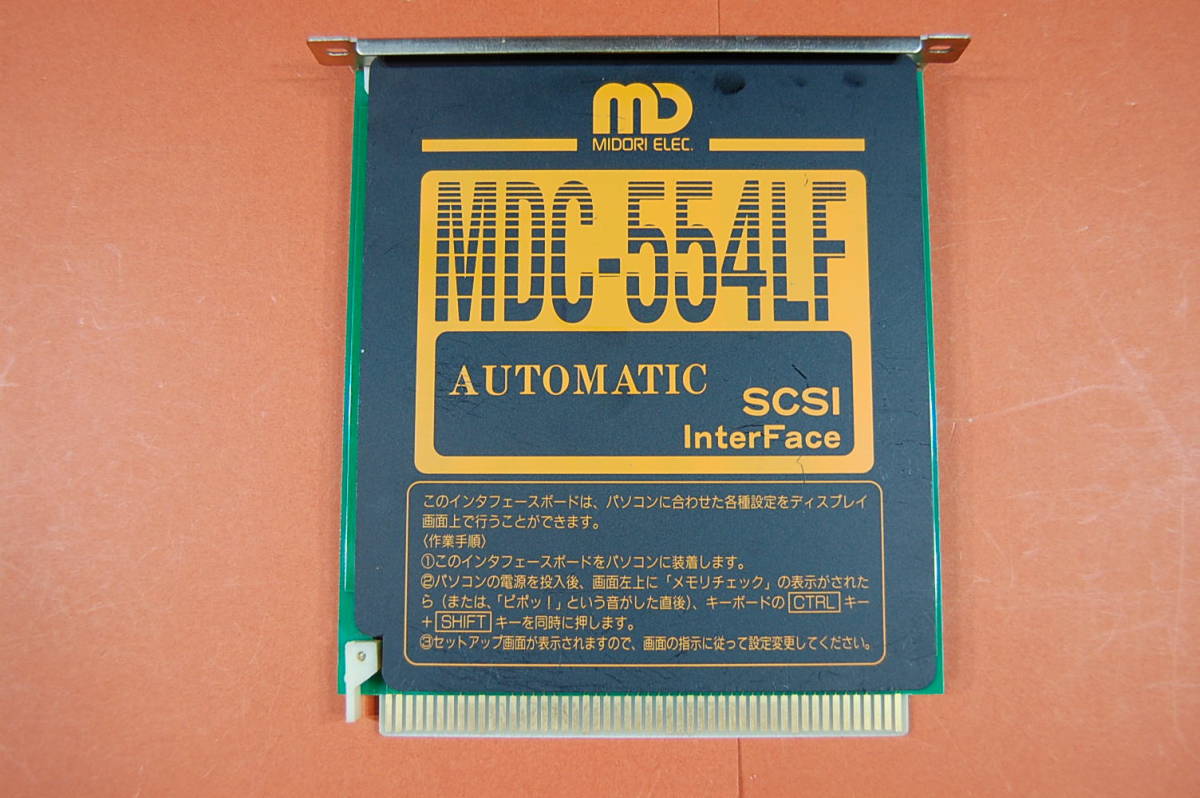 MD
MIDORI ELEC.
MDC-554LF
AUTOMATIC
SCSI
InterFace
このインタフェースボードは、パソコンに合わせた各種設定をディスプレイ
画面上で行うことができます。
〈作業手順〉
①このインタフェースボードをパソコンに装着します。
②パソコンの電源を投入後、画面左上に「メモリチェック」の表示がされた
ら（または、「ピポッ！」という音がした直後）、キーボードの CTRL キー
+ SHIFT キーを同時に押します。
③セットアップ画面が表示されますので、画面の指示に従って設定変更してください。